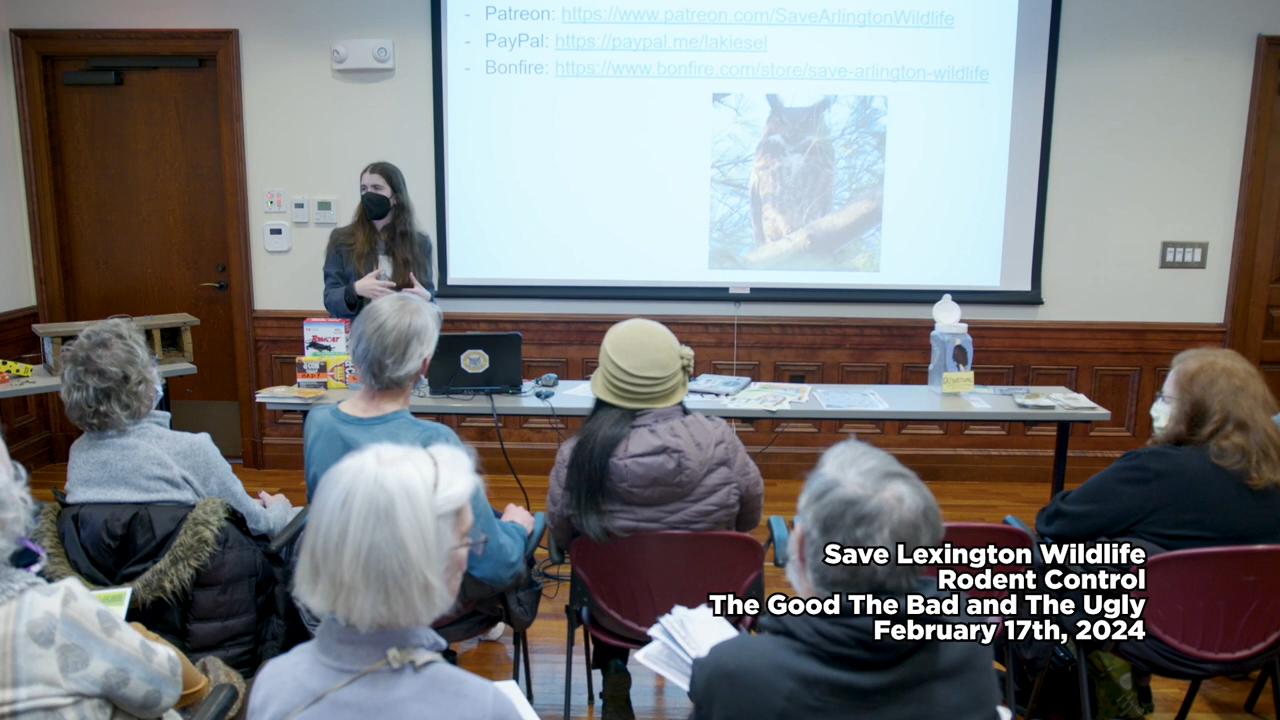 - Patreon: https://www.patreon.com/SaveArlingtonWildlife
- PayPal: https://paypal.me/lakiesel
- Bonfire: https://www.bonfire.com/store/save-arlington-wildlife
TOMCAT
Save Lexington Wildlife
Rodent Control
The Good The Bad and The Ugly
February 17th, 2024